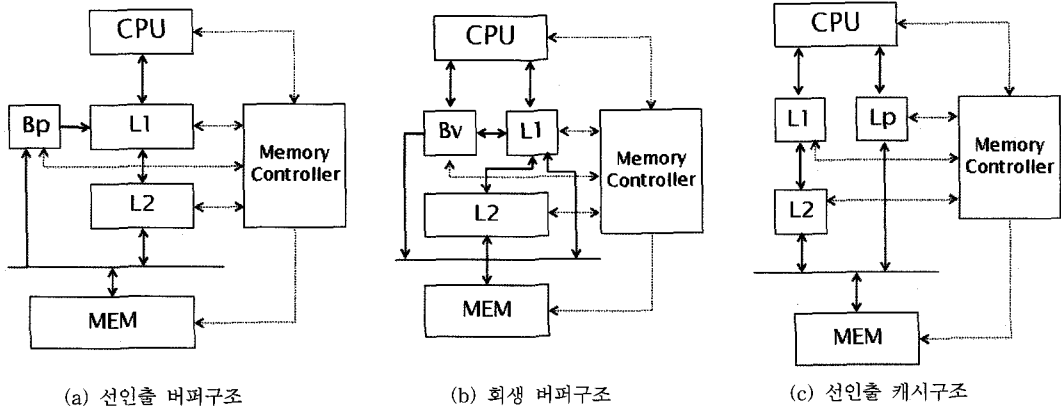 CPU
Bp
L1
L2
Memory
Controller
MEM
(a) 선인출 버퍼구조
CPU
Bv
L1
L2
Memory
Controller
MEM
(b) 회생 버퍼구조
CPU
L1
Lp
L2
Memory
Controller
MEM
(c) 선인출 캐시구조